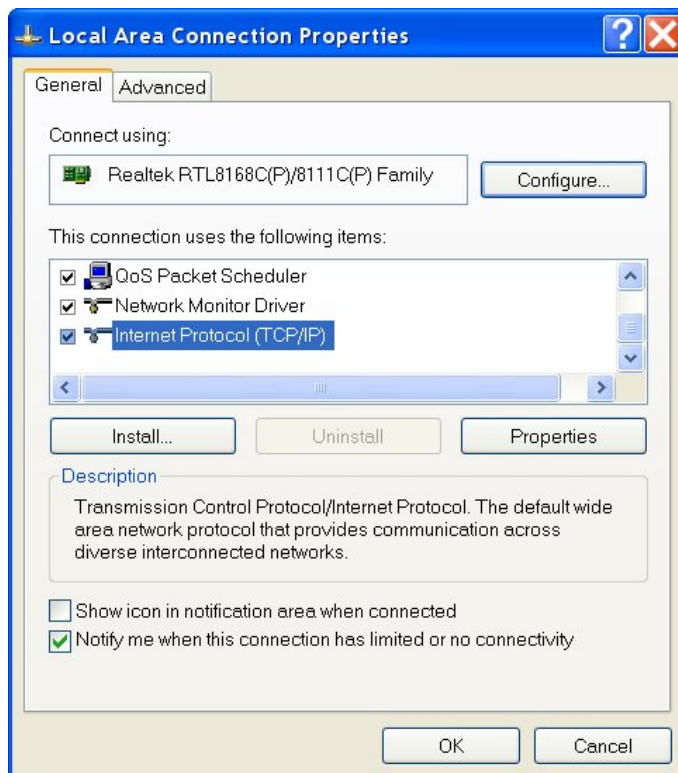 Local Area Connection Properties
General
Advanced
Connect using:
Realtek RTL8168C(P)/8111C(P) Family
Configure...
This connection uses the following items:
QoS Packet Scheduler
Network Monitor Driver
Internet Protocol (TCP/IP)
Install...
Uninstall
Properties
Description
Transmission Control Protocol/Internet Protocol. The default wide
area network protocol that provides communication across
diverse interconnected networks.
Show icon in notification area when connected
Notify me when this connection has limited or no connectivity
OK
Cancel